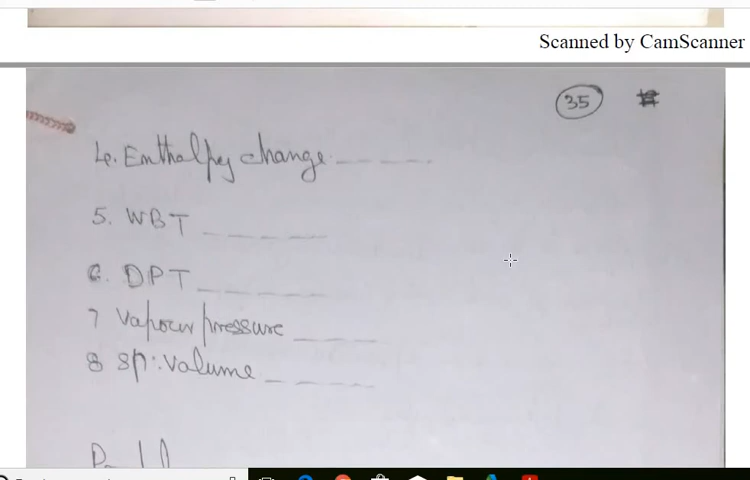 Scanned by CamScanner
35
4. Enthalpy change
5. WBT
6. DPT
7 Vapour pressure
8 Sp: Volume